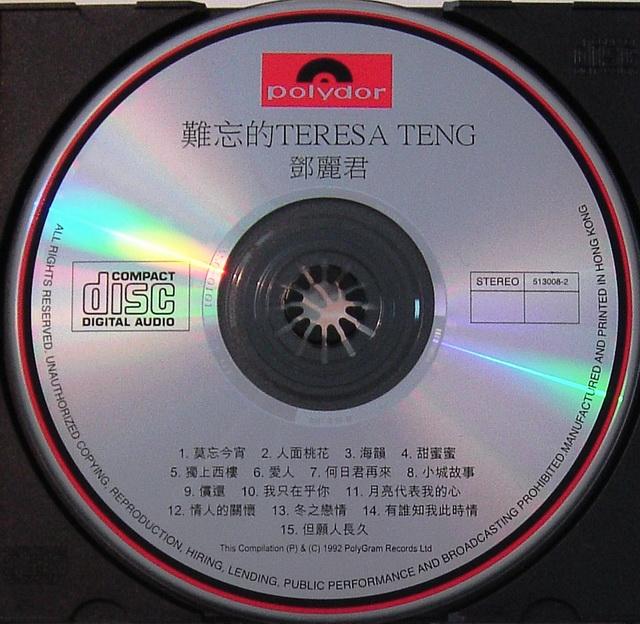 polydor
難忘的TERESA TENG
鄧麗君
COMPACT
disc
DIGITAL AUDIO
STEREO 513008-2
1. 莫忘今宵 2. 人面桃花 3. 海韻 4. 甜蜜蜜
5. 獨上西樓 6. 愛人 7. 何日君再來 8. 小城故事
9. 償還 10. 我只在乎你 11. 月亮代表我的心
12. 情人的關懷 13. 冬之戀情 14. 有誰知我此時情
15. 但願人長久
This Compilation (P) & (C) 1992 PolyGram Records Ltd
ALL RIGHTS RESERVED. UNAUTHORIZED COPYING, REPRODUCTION, HIRING, LENDING, PUBLIC PERFORMANCE AND BROADCASTING PROHIBITED.MANUFACTURED AND PRINTED IN HONG KONG